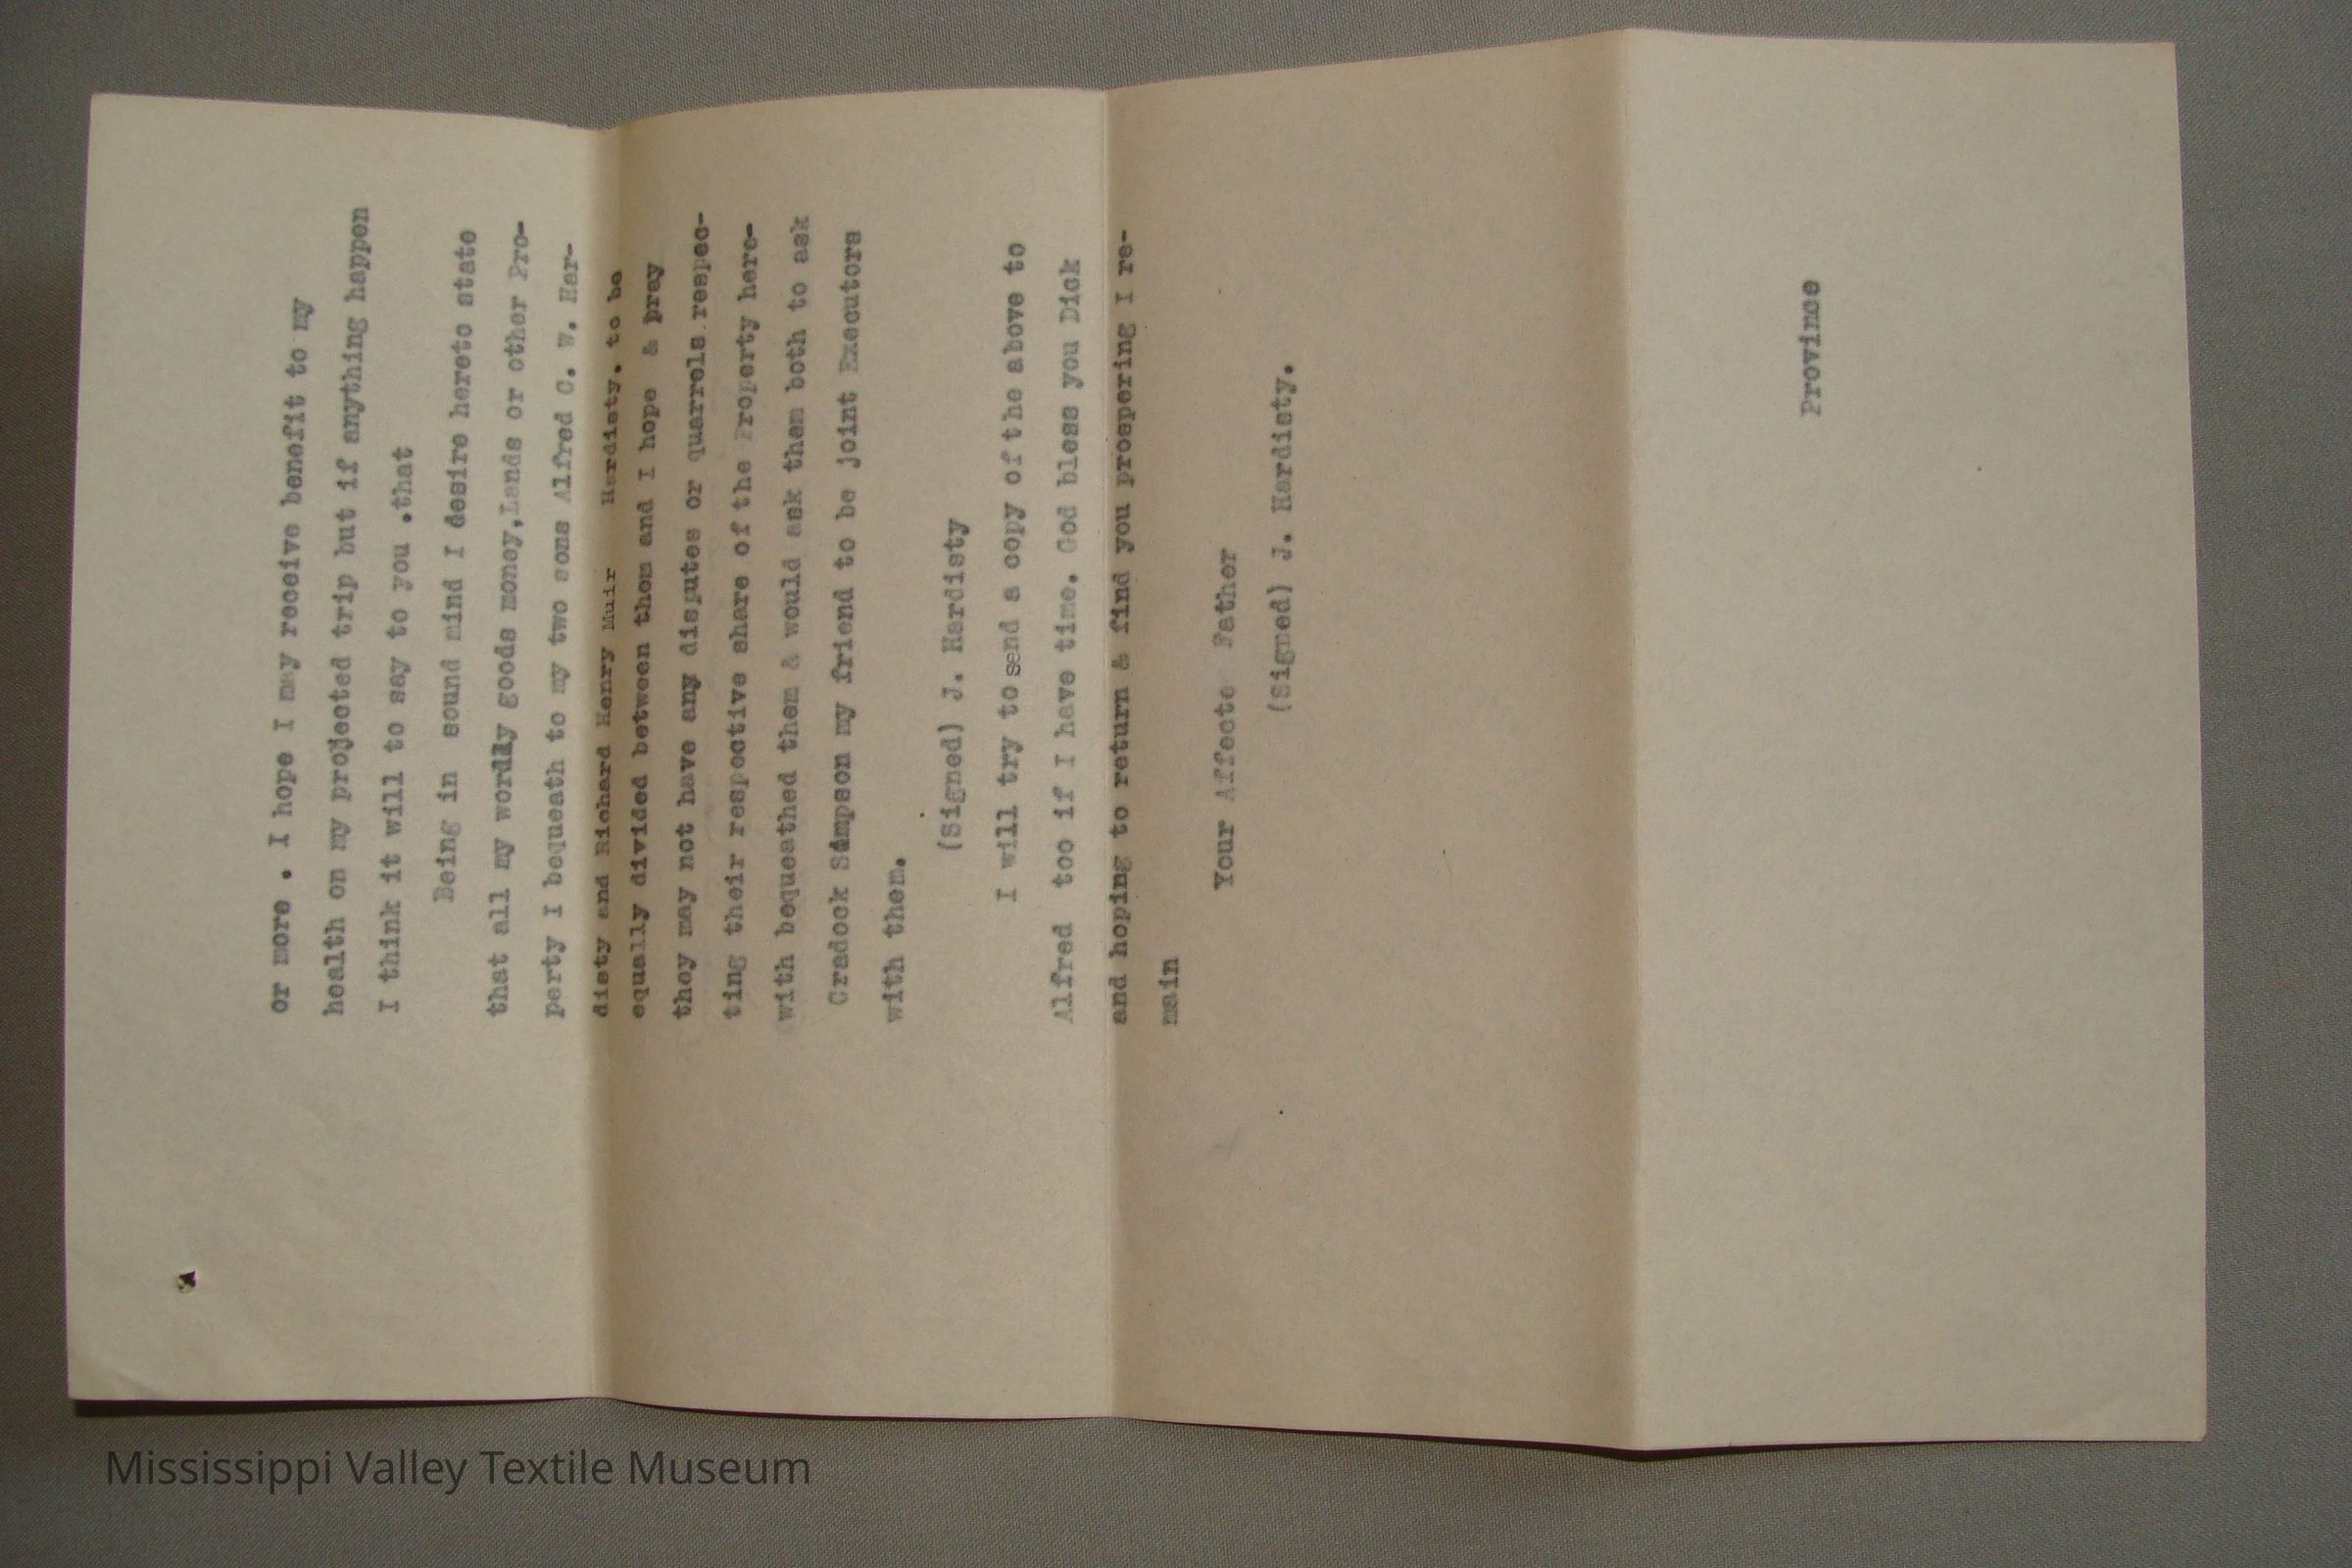 or more . I hope I may receive benefit to my
health on my projected trip but if anything happen
I think it will to say to you .that
Being in sound mind I desire hereto state
that all my wordly goods money,Lands or other Pro-
perty I bequeath to my two sons Alfred C. W. Har-
disty and Richard Henry Muir Hardisty. to be
equally divided between them and I hope & pray
they may not have any disputes or quarrels respec-
ting their respective share of the Property here-
with bequeathed them & would ask them both to ask
Cradock Simpson my friend to be joint Executors
with them.
(Signed) J. Hardisty
I will try to send a copy of the above to
Alfred too if I have time. God bless you Dick
and hoping to return & find you prospering I re-
main
Your Affecte Father
(Signed) J. Hardisty.
Province
Mississippi Valley Textile Museum